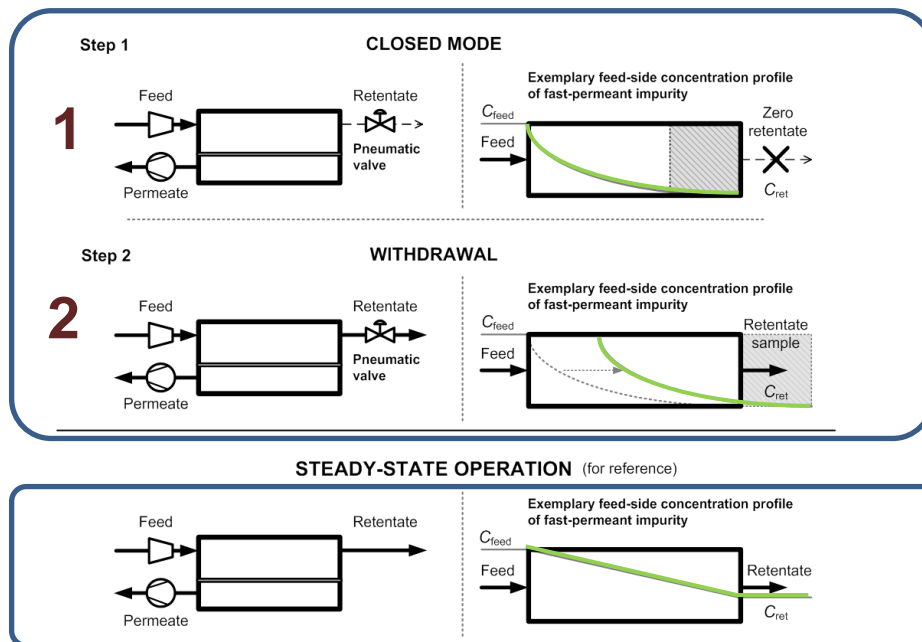 Step 1
CLOSED MODE
1
Feed
Retentate
Pneumatic
valve
Permeate
Exemplary feed-side concentration profile
of fast-permeant impurity
Cfeed
Feed
Zero
retentate
Cret
Step 2
WITHDRAWAL
2
Feed
Retentate
Pneumatic
valve
Permeate
Exemplary feed-side concentration profile
of fast-permeant impurity
Cfeed
Feed
Retentate
sample
Cret
STEADY-STATE OPERATION (for reference)
Feed
Retentate
Permeate
Exemplary feed-side concentration profile
of fast-permeant impurity
Cfeed
Feed
Retentate
Cret